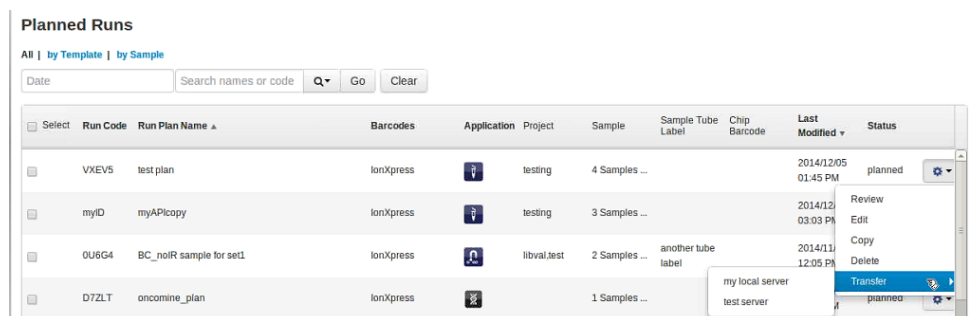 Planned Runs
All | by Template | by Sample
Date Search names or code Go Clear
Select Run Code Run Plan Name ▲ Barcodes Application Project Sample Sample Tube Label Chip Barcode Last Modified ▼ Status
VXEV5 test plan IonXpress testing 4 Samples ... 2014/12/05 01:45 PM planned
Review
myID myAPIcopy IonXpress testing 3 Samples ... 2014/12/ 03:03 PM
Edit
Copy
0U6G4 BC_noIR sample for set1 IonXpress libval,test 2 Samples ... another tube label 2014/11/ 12:05 PM
Delete
Transfer
my local server
test server
D7ZLT oncomine_plan IonXpress 1 Samples ... planned